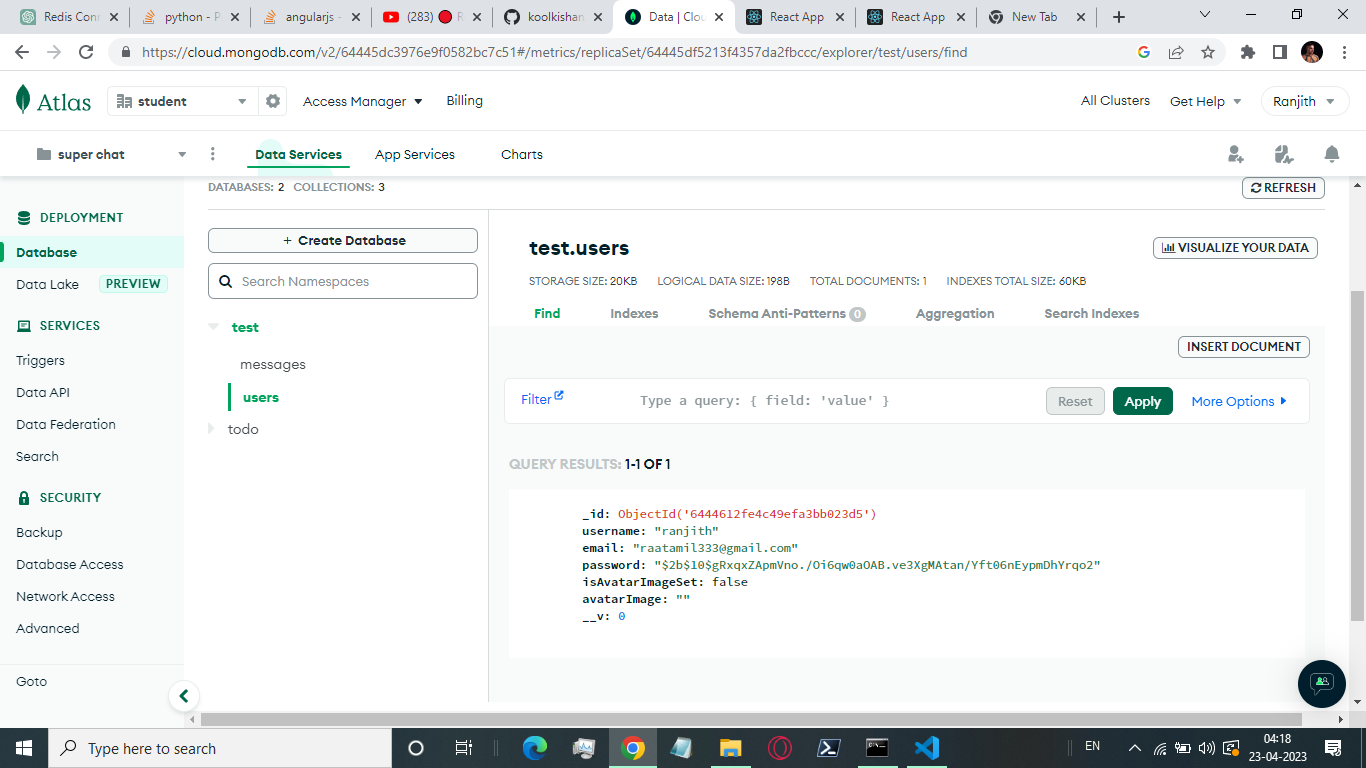 Redis Conn
python - P
angularjs -
(283) 🔴 R
koolkishan
Data | Clou
React App
React App
New Tab
https://cloud.mongodb.com/v2/64445dc3976e9f0582bc7c51#/metrics/replicaSet/64445df5213f4357da2fbccc/explorer/test/users/find
Atlas
student
Access Manager
Billing
All Clusters
Get Help
Ranjith
super chat
Data Services
App Services
Charts
DATABASES: 2 COLLECTIONS: 3
REFRESH
DEPLOYMENT
Database
Data Lake PREVIEW
SERVICES
Triggers
Data API
Data Federation
Search
SECURITY
Backup
Database Access
Network Access
Advanced
Goto
+ Create Database
Search Namespaces
test
messages
users
todo
test.users
VISUALIZE YOUR DATA
STORAGE SIZE: 20KB LOGICAL DATA SIZE: 198B TOTAL DOCUMENTS: 1 INDEXES TOTAL SIZE: 60KB
Find
Indexes
Schema Anti-Patterns 0
Aggregation
Search Indexes
INSERT DOCUMENT
Filter
Type a query: { field: 'value' }
Reset
Apply
More Options
QUERY RESULTS: 1-1 OF 1
_id: ObjectId('6444612fe4c49efa3bb023d5')
username: "ranjith"
email: "raatamil333@gmail.com"
password: "$2b$10$gRxqxZApmVno./Oi6qw0aOAB.ve3XgMAtan/Yft06nEypmDhYrqo2"
isAvatarImageSet: false
avatarImage: ""
__v: 0
Type here to search
EN
04:18
23-04-2023